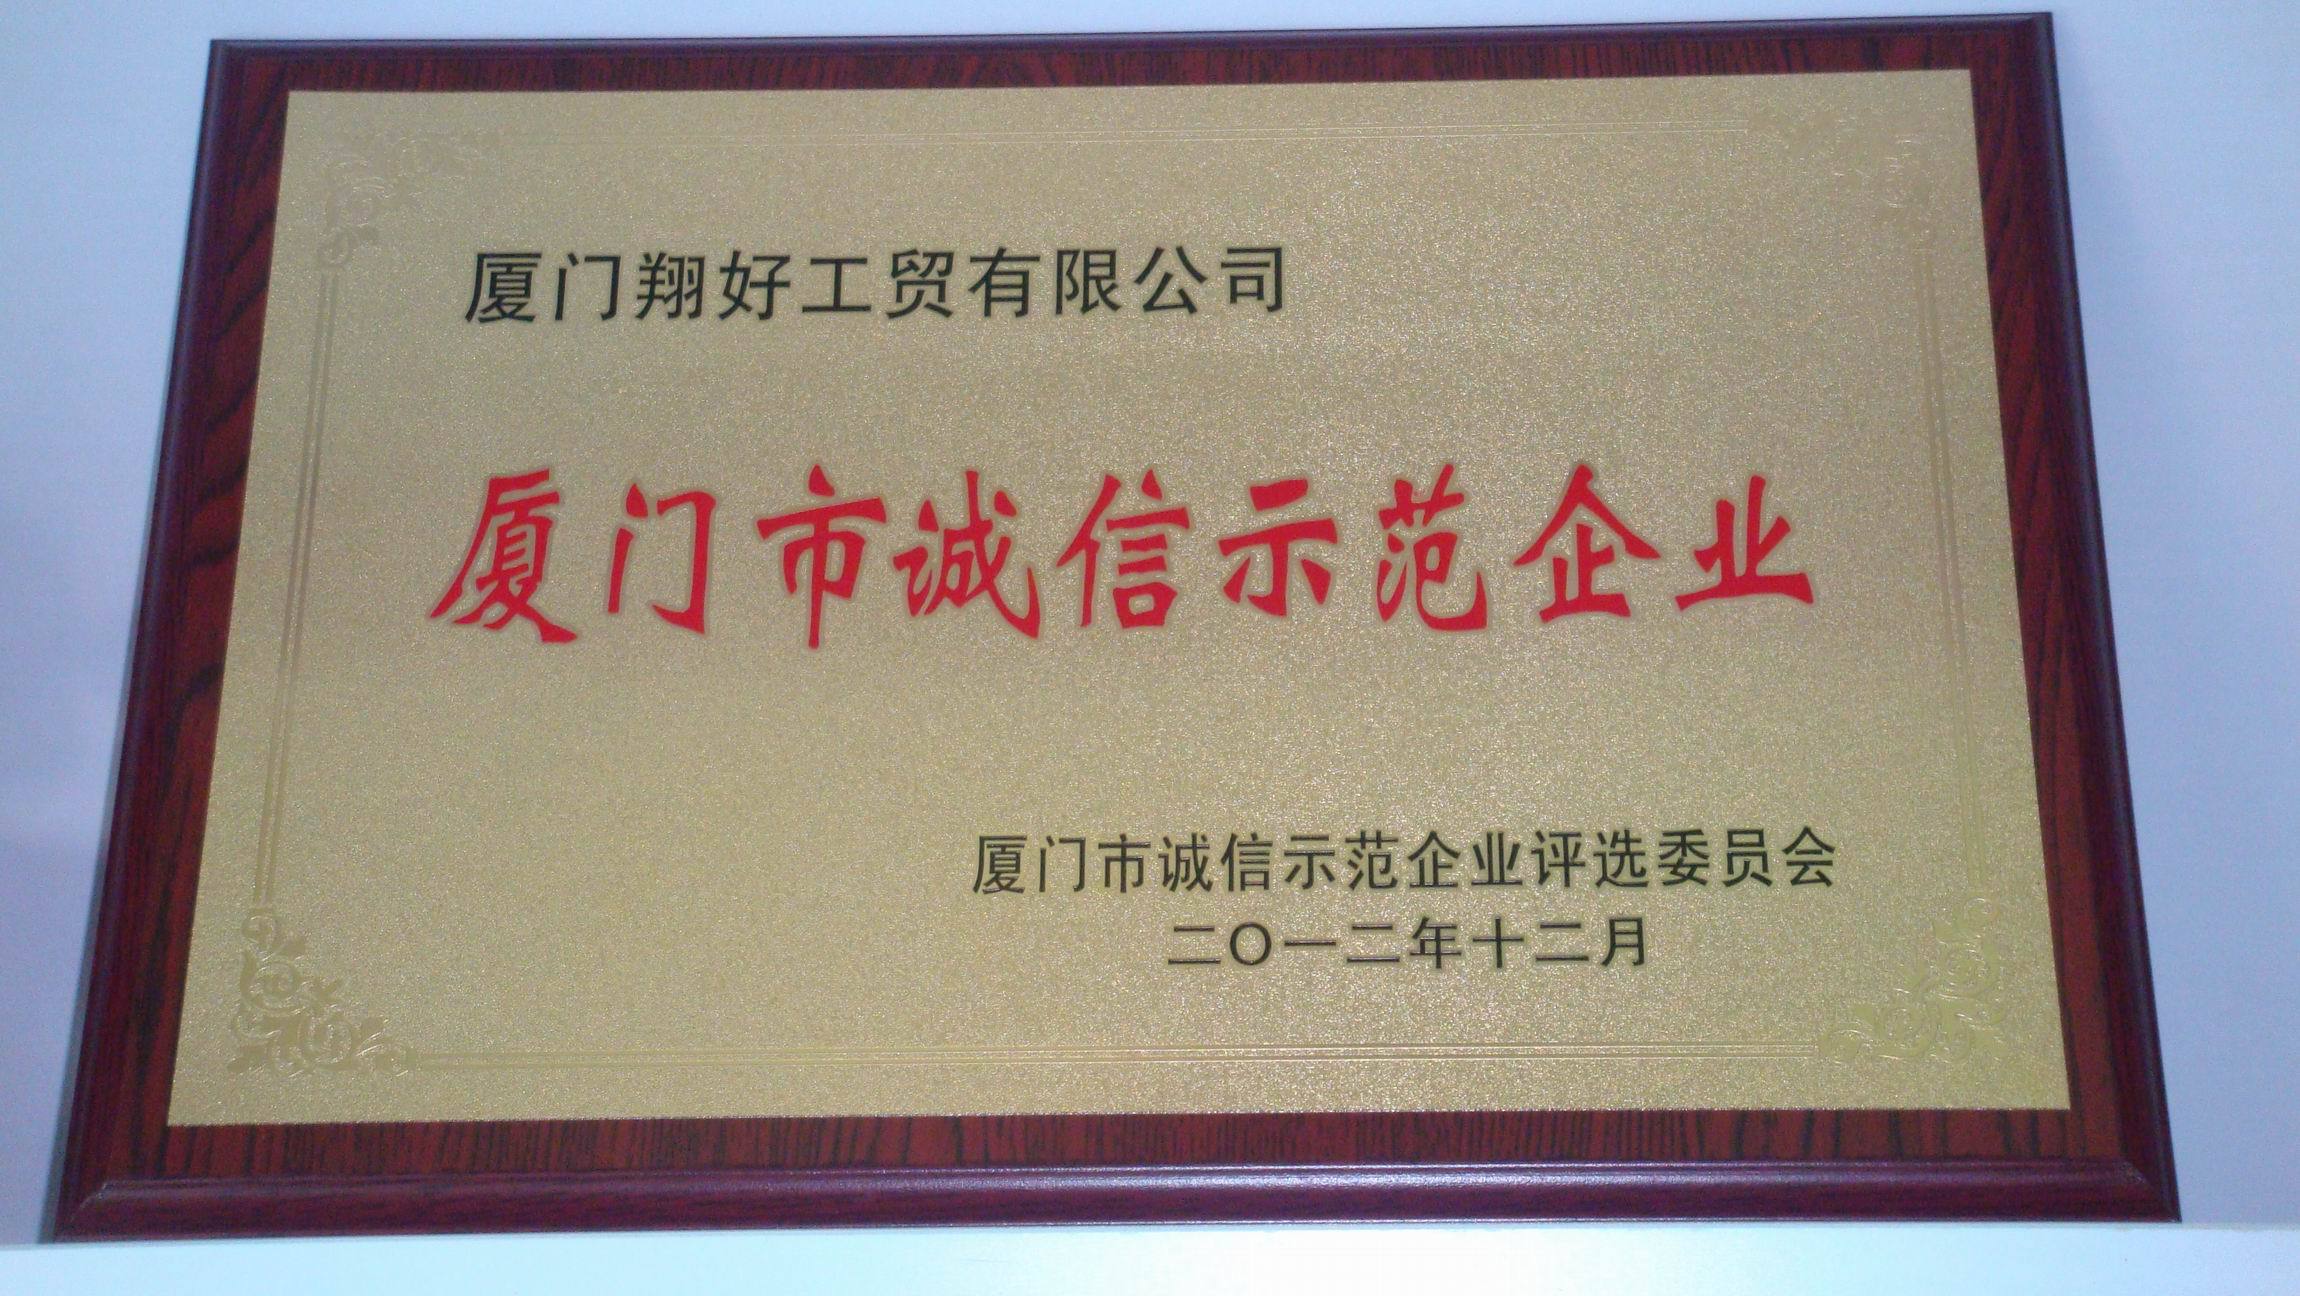 厦门翔好工贸有限公司
厦门市诚信示范企业
厦门市诚信示范企业评选委员会
二〇一二年十二月